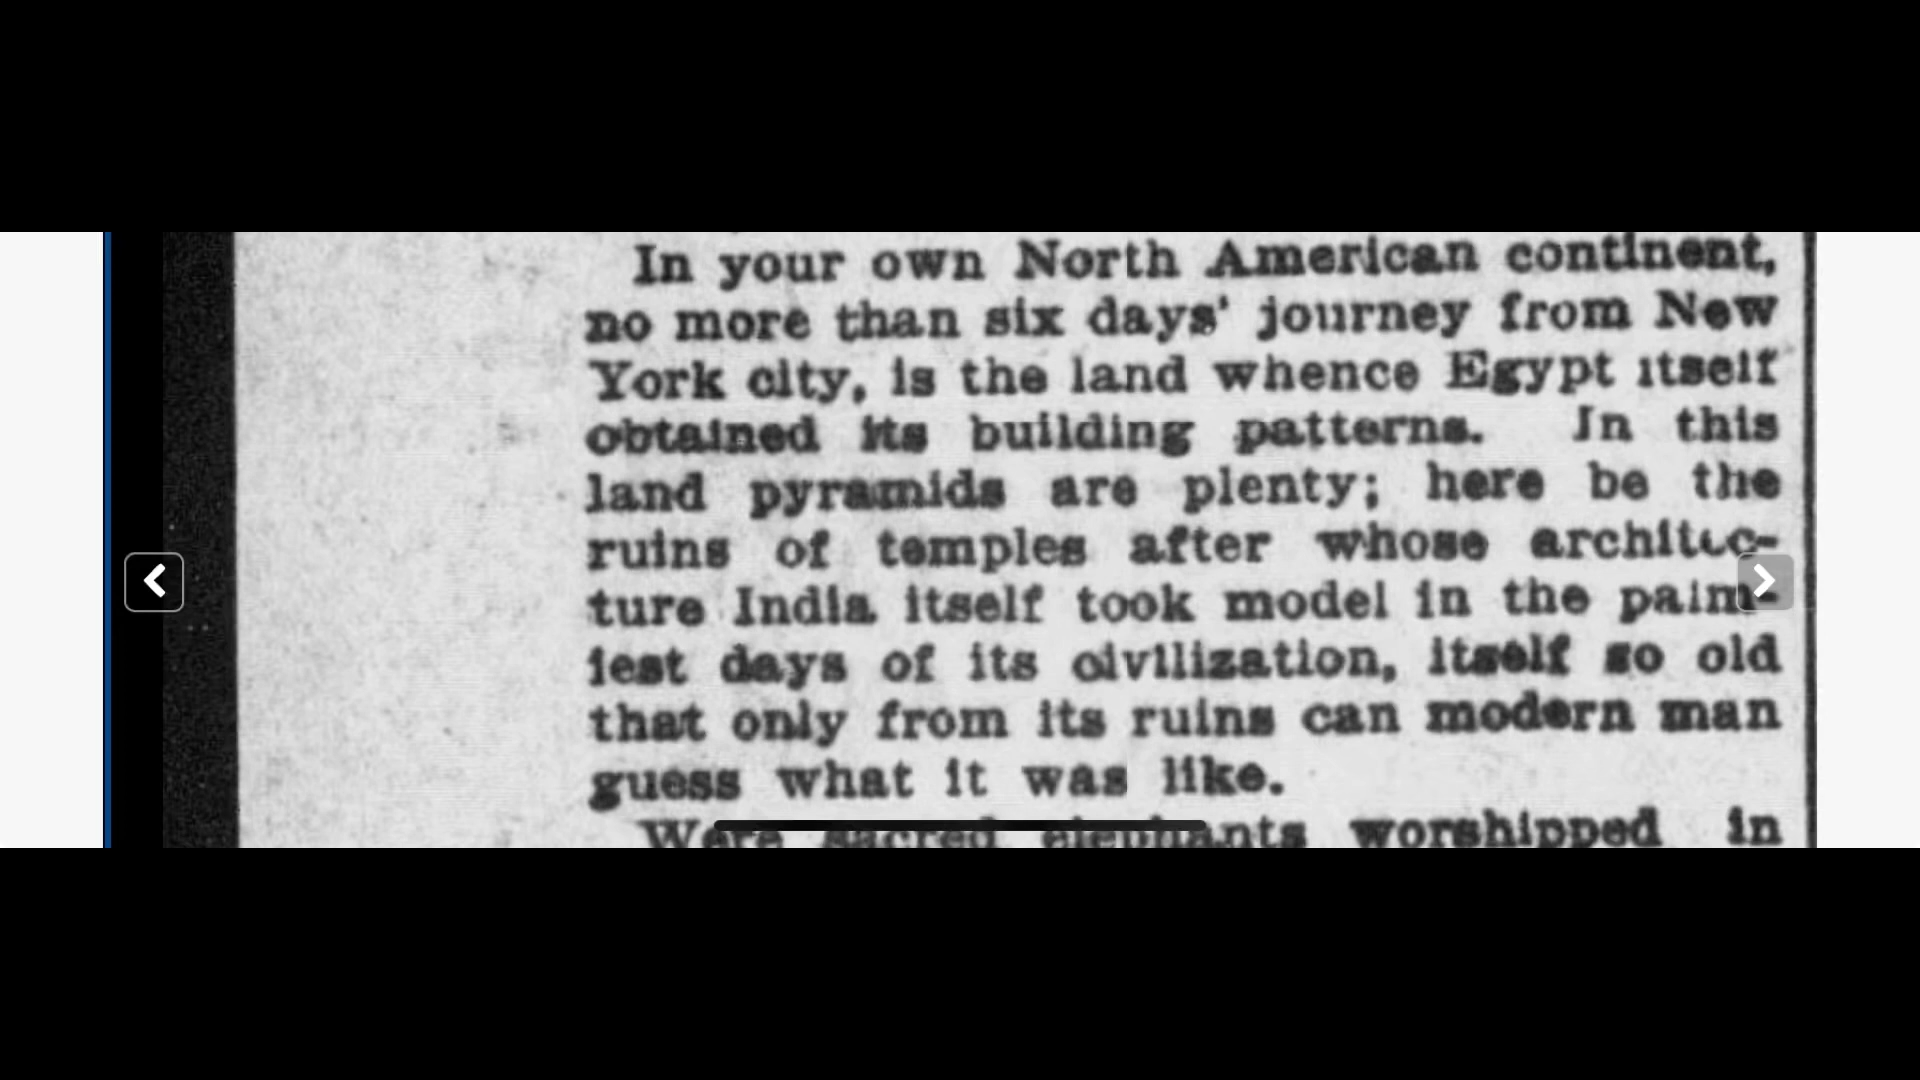 In your own North American continent,
no more than six days' journey from New
York city, is the land whence Egypt itself
obtained its building patterns. In this
land pyramids are plenty; here be the
ruins of temples after whose architec-
ture India itself took model in the palm-
iest days of its civilization, itself so old
that only from its ruins can modern man
guess what it was like.
Were sacred elephants worshipped in